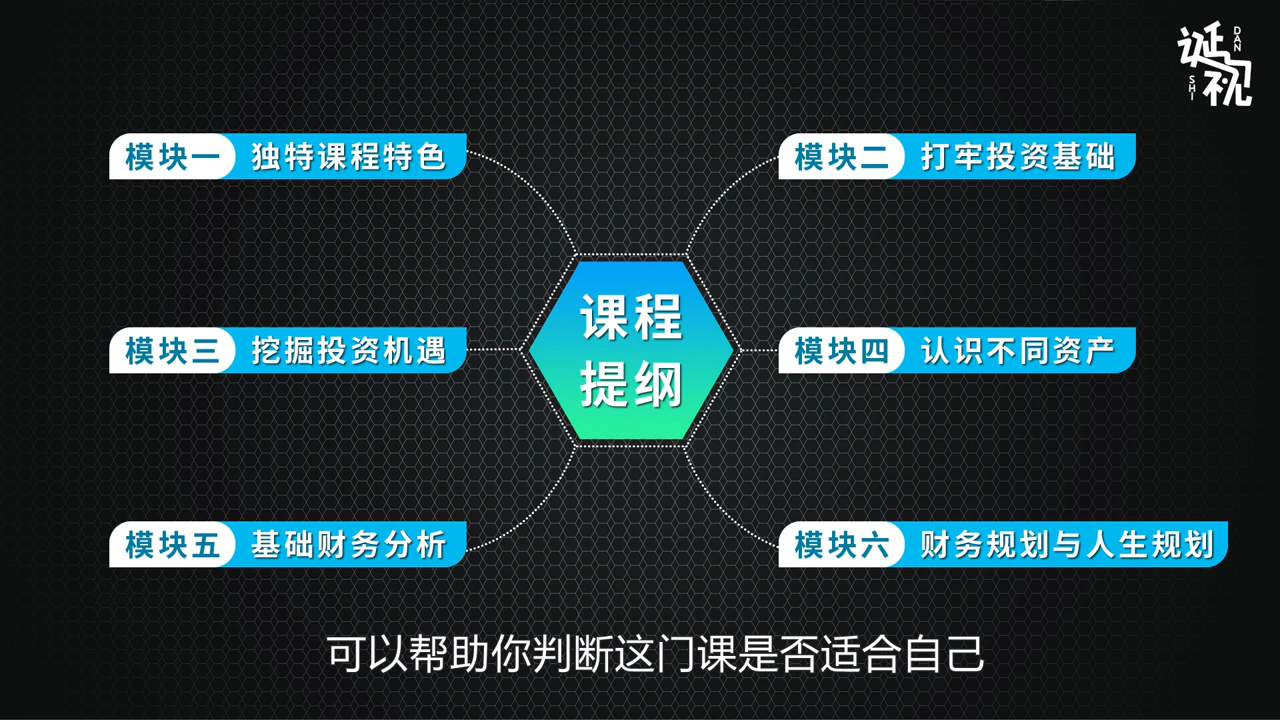 诞视
DAN
SHI
模块一 独特课程特色
模块二 打牢投资基础
模块三 挖掘投资机遇
模块四 认识不同资产
课程
提纲
模块五 基础财务分析
模块六 财务规划与人生规划
可以帮助你判断这门课是否适合自己